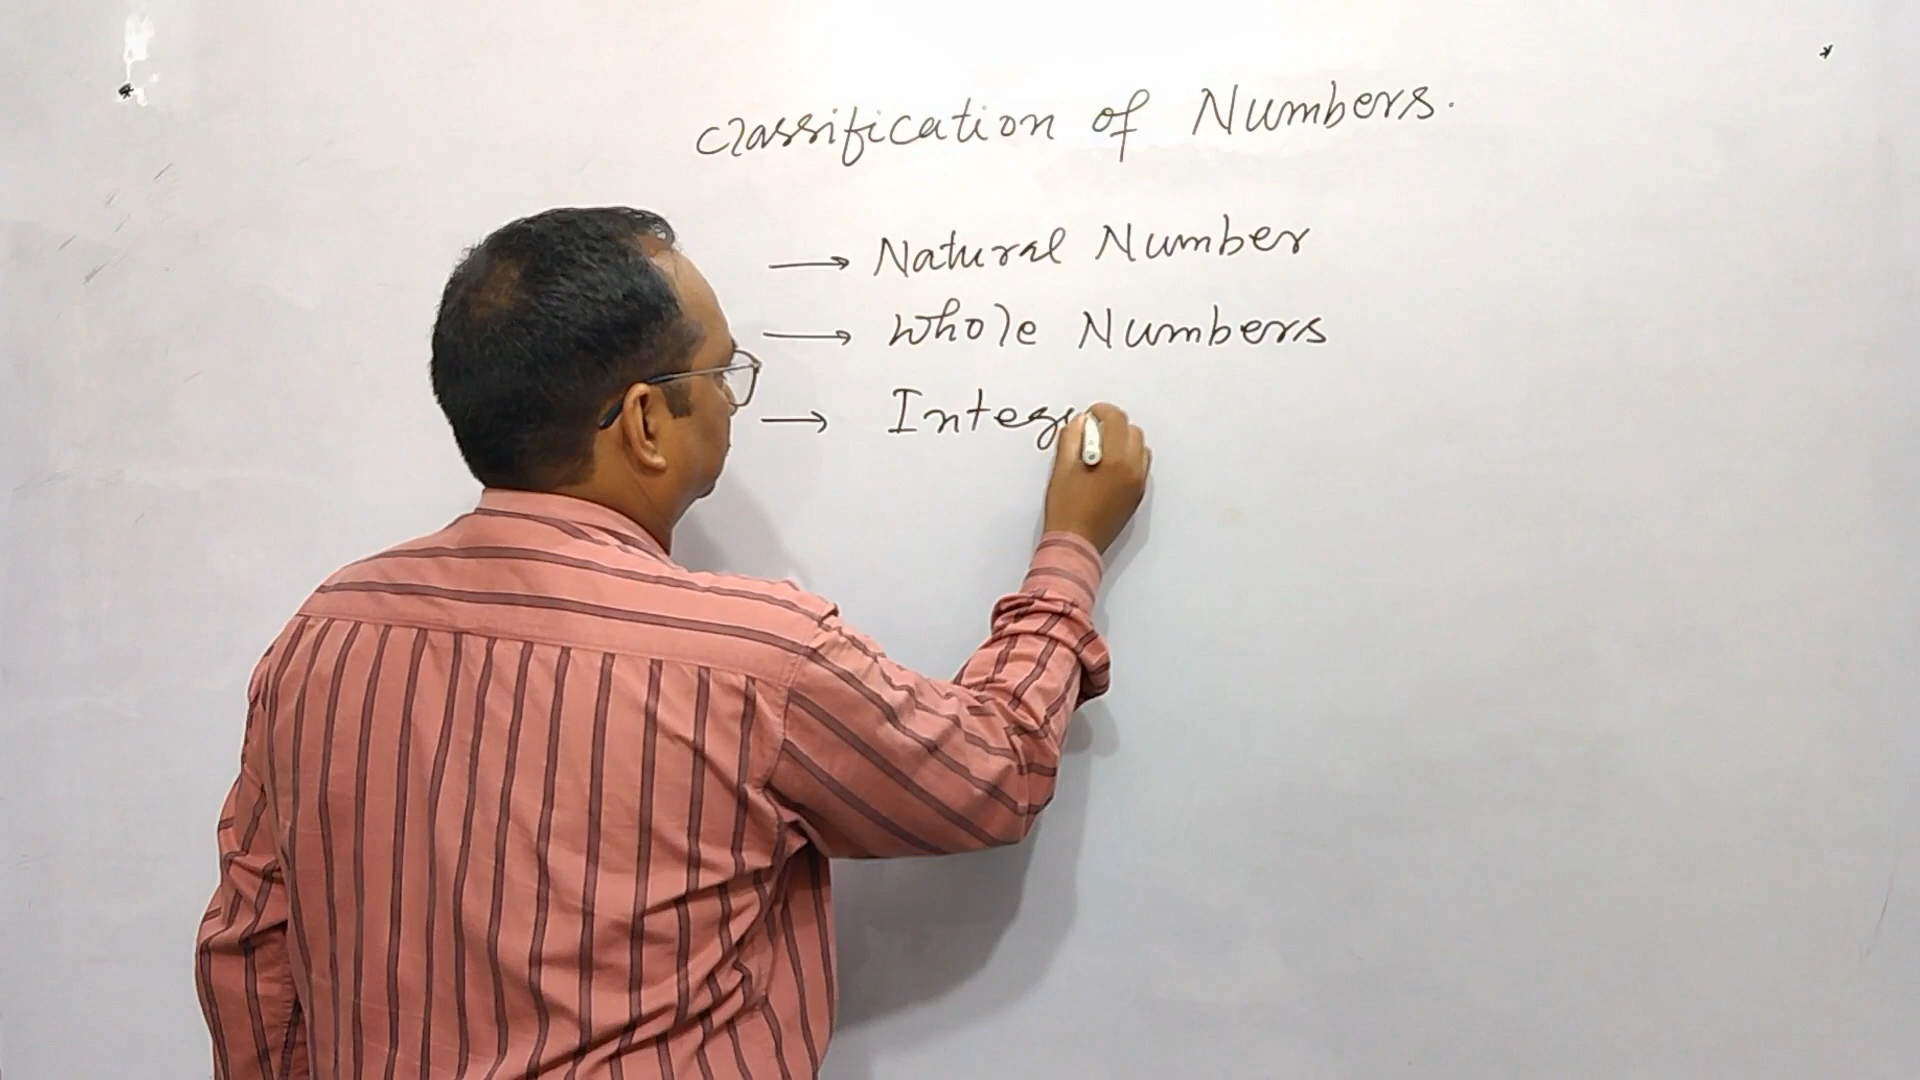 Classification of Numbers.
→ Natural Number
→ Whole Numbers
→ Integ